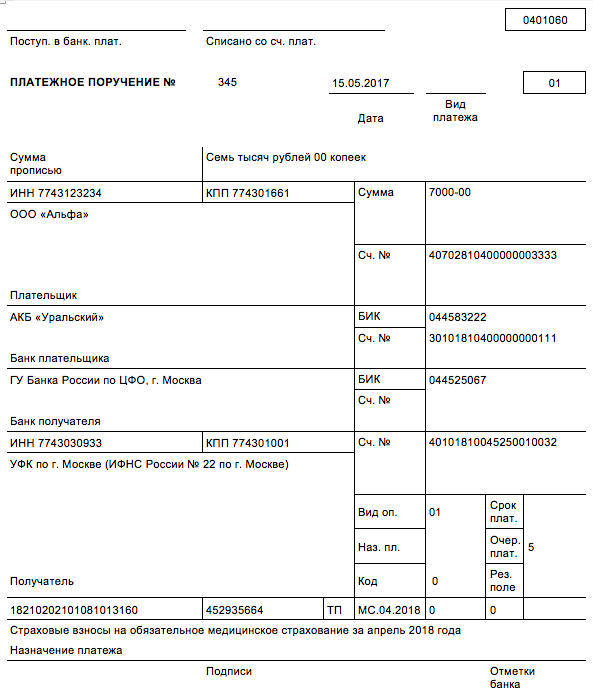 0401060
Поступ. в банк. плат.
Списано со сч. плат.
ПЛАТЕЖНОЕ ПОРУЧЕНИЕ №
345
15.05.2017
01
Дата
Вид
платежа
Сумма
прописью
Семь тысяч рублей 00 копеек
ИНН 7743123234
КПП 774301661
Сумма
7000-00
ООО «Альфа»
Сч. №
40702810400000003333
Плательщик
АКБ «Уральский»
БИК
044583222
Сч. №
30101810400000000111
Банк плательщика
ГУ Банка России по ЦФО, г. Москва
БИК
044525067
Сч. №
Банк получателя
ИНН 7743030933
КПП 774301001
Сч. №
40101810045250010032
УФК по г. Москве (ИФНС России № 22 по г. Москве)
Вид оп.
01
Срок
плат.
Наз. пл.
Очер.
плат.
5
Получатель
Код
0
Рез.
поле
18210202101081013160
452935664
ТП
МС.04.2018
0
0
Страховые взносы на обязательное медицинское страхование за апрель 2018 года
Назначение платежа
Подписи
Отметки
банка